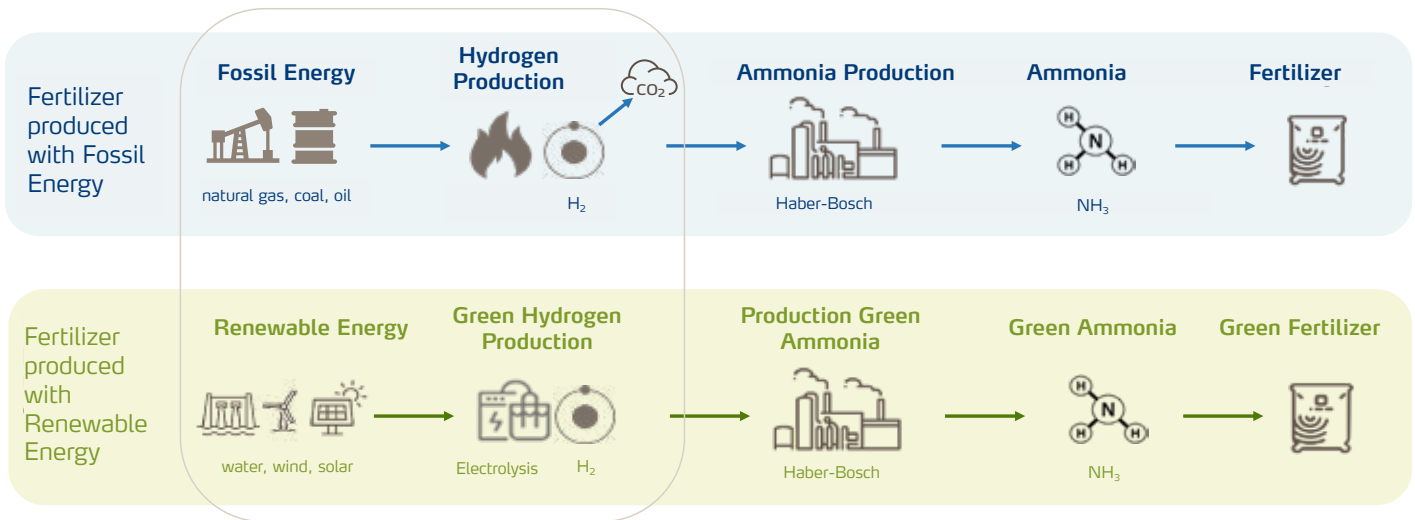 Fertilizer
produced
with Fossil
Energy
Fossil Energy
natural gas, coal, oil
Hydrogen
Production
CO₂
H₂
Ammonia Production
Haber-Bosch
Ammonia
H
N
H
H
NH₃
Fertilizer
Fertilizer
produced
with
Renewable
Energy
Renewable Energy
water, wind, solar
Green Hydrogen
Production
Electrolysis
H₂
Production Green
Ammonia
Haber-Bosch
Green Ammonia
H
N
H
H
NH₃
Green Fertilizer